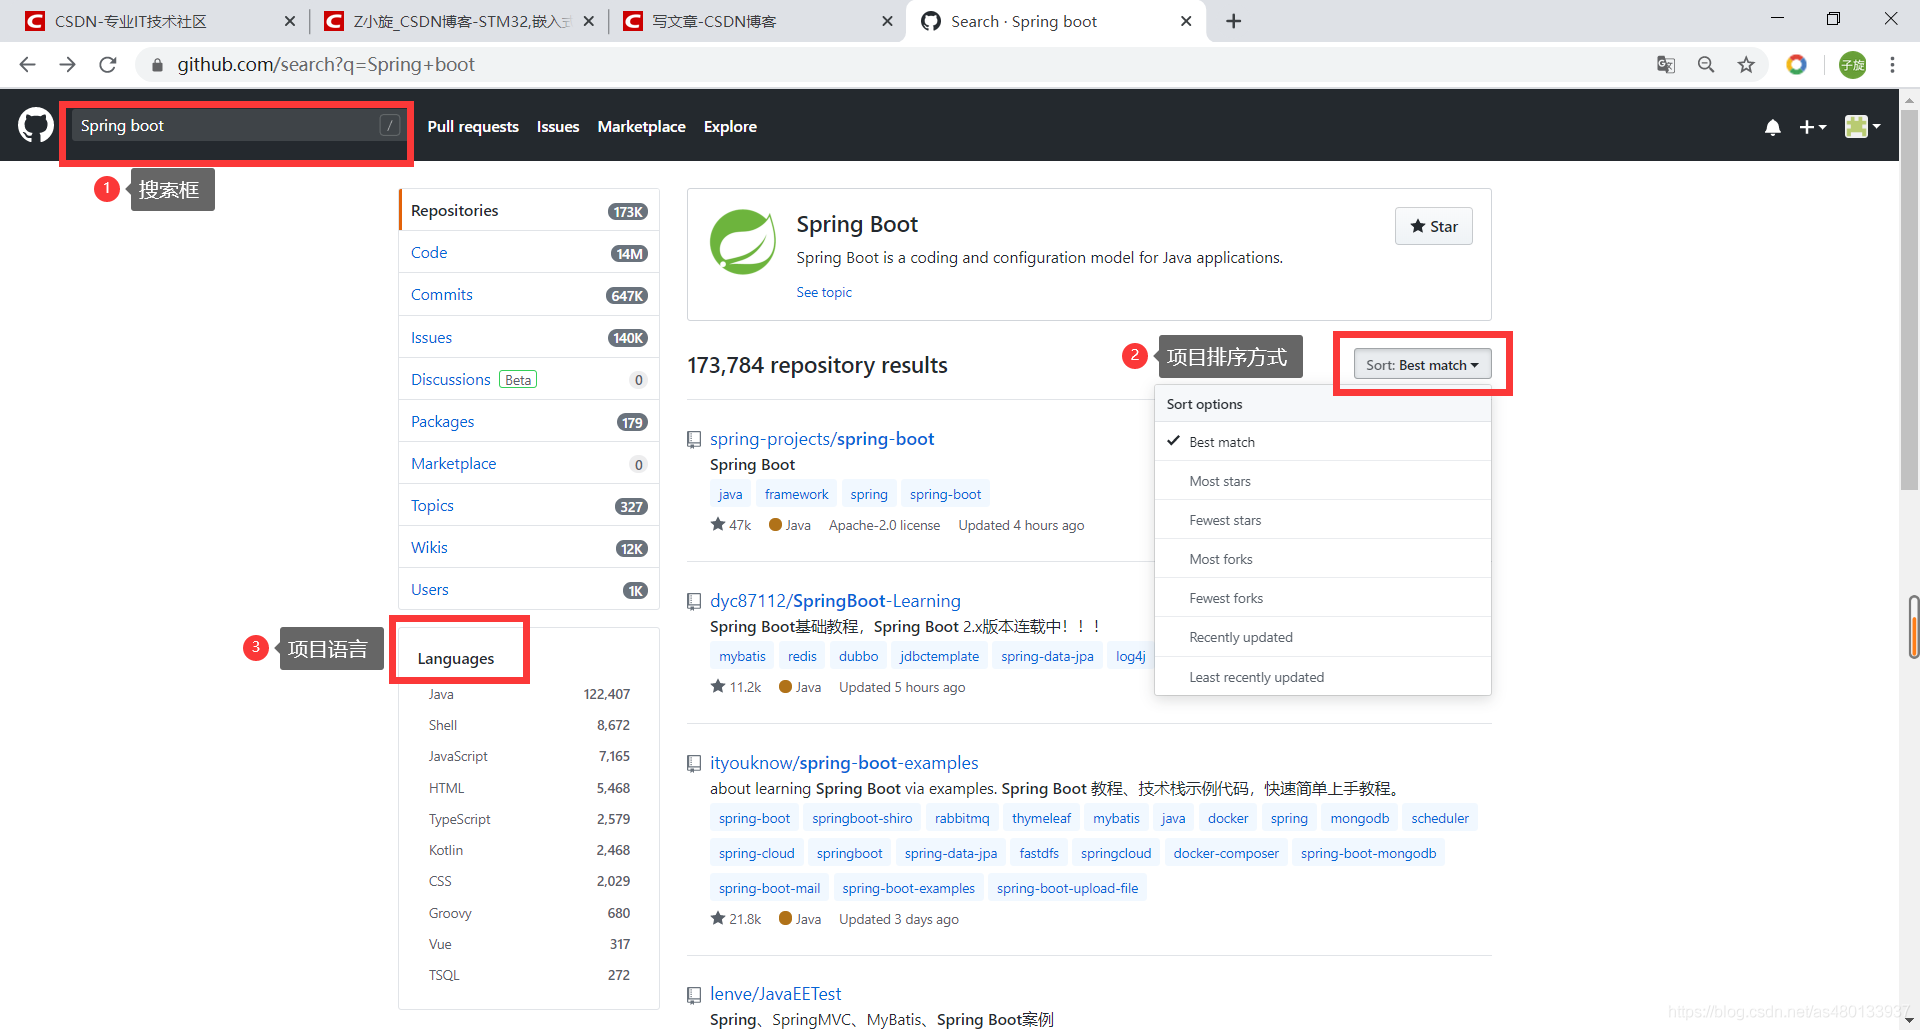 CSDN-专业IT技术社区
Z小旋_CSDN博客-STM32,嵌入式
写文章-CSDN博客
Search · Spring boot
github.com/search?q=Spring+boot
子旋
Spring boot /
Pull requests Issues Marketplace Explore
1 搜索框
Repositories 173K
Code 14M
Commits 647K
Issues 140K
Discussions Beta 0
Packages 179
Marketplace 0
Topics 327
Wikis 12K
Users 1K
3 项目语言
Languages
Java 122,407
Shell 8,672
JavaScript 7,165
HTML 5,468
TypeScript 2,579
Kotlin 2,468
CSS 2,029
Groovy 680
Vue 317
TSQL 272
Spring Boot
Star
Spring Boot is a coding and configuration model for Java applications.
See topic
173,784 repository results
2 项目排序方式
Sort: Best match
Sort options
Best match
Most stars
Fewest stars
Most forks
Fewest forks
Recently updated
Least recently updated
spring-projects/spring-boot
Spring Boot
java framework spring spring-boot
47k Java Apache-2.0 license Updated 4 hours ago
dyc87112/SpringBoot-Learning
Spring Boot基础教程，Spring Boot 2.x版本连载中！！！
mybatis redis dubbo jdbctemplate spring-data-jpa log4j
11.2k Java Updated 5 hours ago
ityouknow/spring-boot-examples
about learning Spring Boot via examples. Spring Boot 教程、技术栈示例代码，快速简单上手教程。
spring-boot springboot-shiro rabbitmq thymeleaf mybatis java docker spring mongodb scheduler
spring-cloud springboot spring-data-jpa fastdfs springcloud docker-composer spring-boot-mongodb
spring-boot-mail spring-boot-examples spring-boot-upload-file
21.8k Java Updated 3 days ago
lenve/JavaEETest
Spring、SpringMVC、MyBatis、Spring Boot案例
https://blog.csdn.net/as480133937